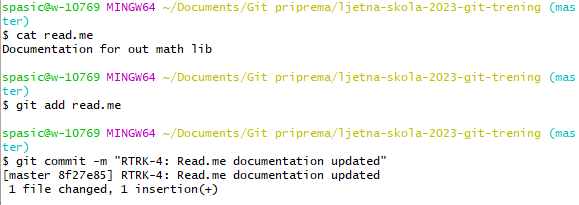 spasic@w-10769 MINGW64 ~/Documents/Git priprema/ljetna-skola-2023-git-trening (mas
ter)
$ cat read.me
Documentation for out math lib
spasic@w-10769 MINGW64 ~/Documents/Git priprema/ljetna-skola-2023-git-trening (mas
ter)
$ git add read.me
spasic@w-10769 MINGW64 ~/Documents/Git priprema/ljetna-skola-2023-git-trening (mas
ter)
$ git commit -m "RTRK-4: Read.me documentation updated"
[master 8f27e85] RTRK-4: Read.me documentation updated
1 file changed, 1 insertion(+)